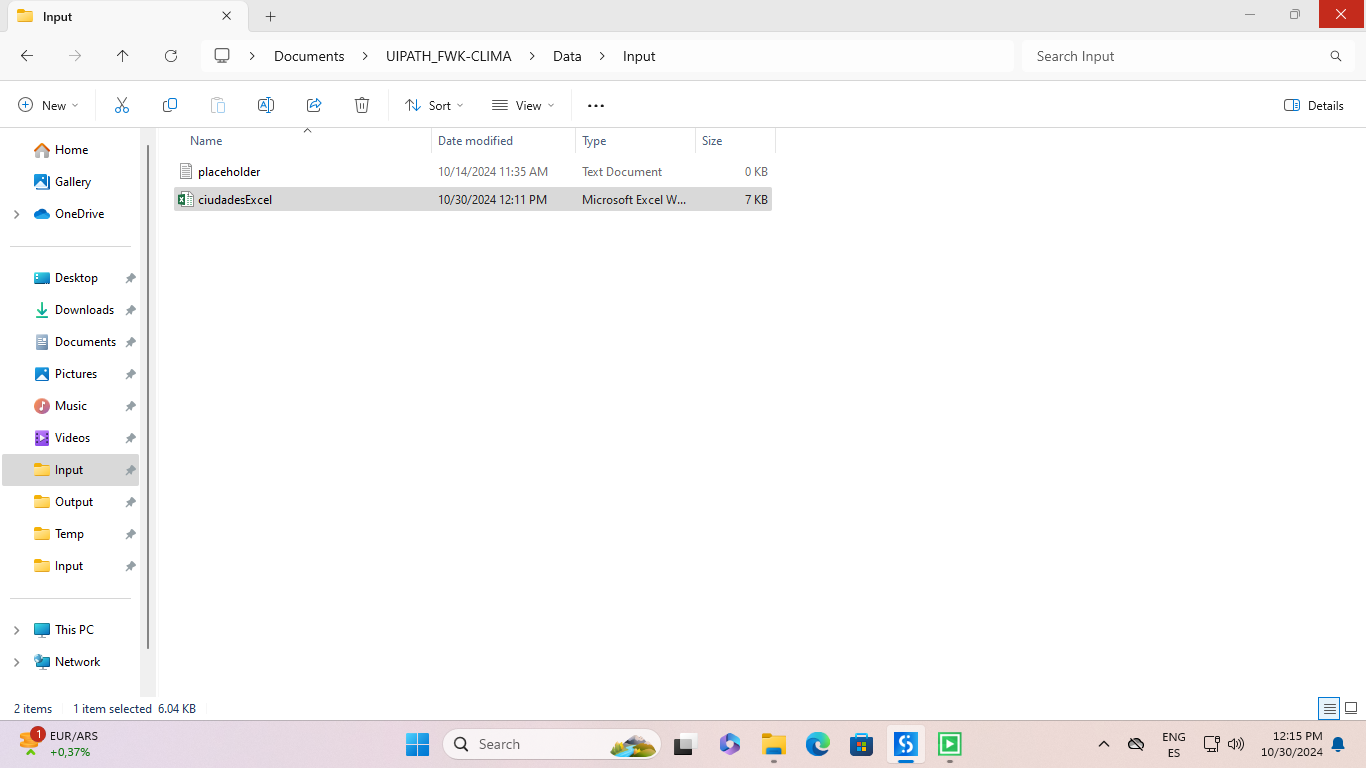 Input
Documents
UIPATH_FWK-CLIMA
Data
Input
Search Input
New
Sort
View
Details
Name
Date modified
Type
Size
placeholder
10/14/2024 11:35 AM
Text Document
0 KB
ciudadesExcel
10/30/2024 12:11 PM
Microsoft Excel W...
7 KB
Home
Gallery
OneDrive
Desktop
Downloads
Documents
Pictures
Music
Videos
Input
Output
Temp
Input
This PC
Network
2 items
1 item selected 6.04 KB
1
EUR/ARS
+0,37%
Search
ENG
ES
12:15 PM
10/30/2024